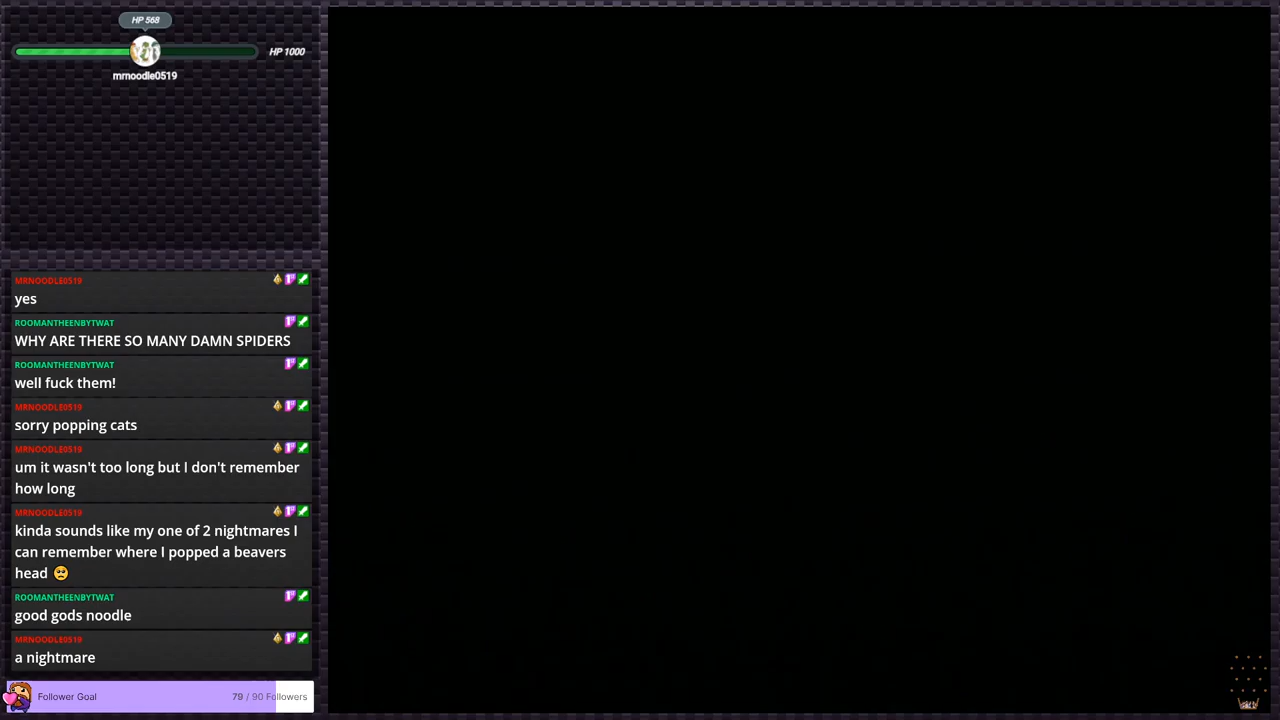 HP 568
HP 1000
mrnoodle0519
MRNOODLE0519
yes
ROOMANTHEENBYTWAT
WHY ARE THERE SO MANY DAMN SPIDERS
ROOMANTHEENBYTWAT
well fuck them!
MRNOODLE0519
sorry popping cats
MRNOODLE0519
um it wasn't too long but I don't remember
how long
MRNOODLE0519
kinda sounds like my one of 2 nightmares I
can remember where I popped a beavers
head 🥺
ROOMANTHEENBYTWAT
good gods noodle
MRNOODLE0519
a nightmare
Follower Goal
79 / 90 Followers